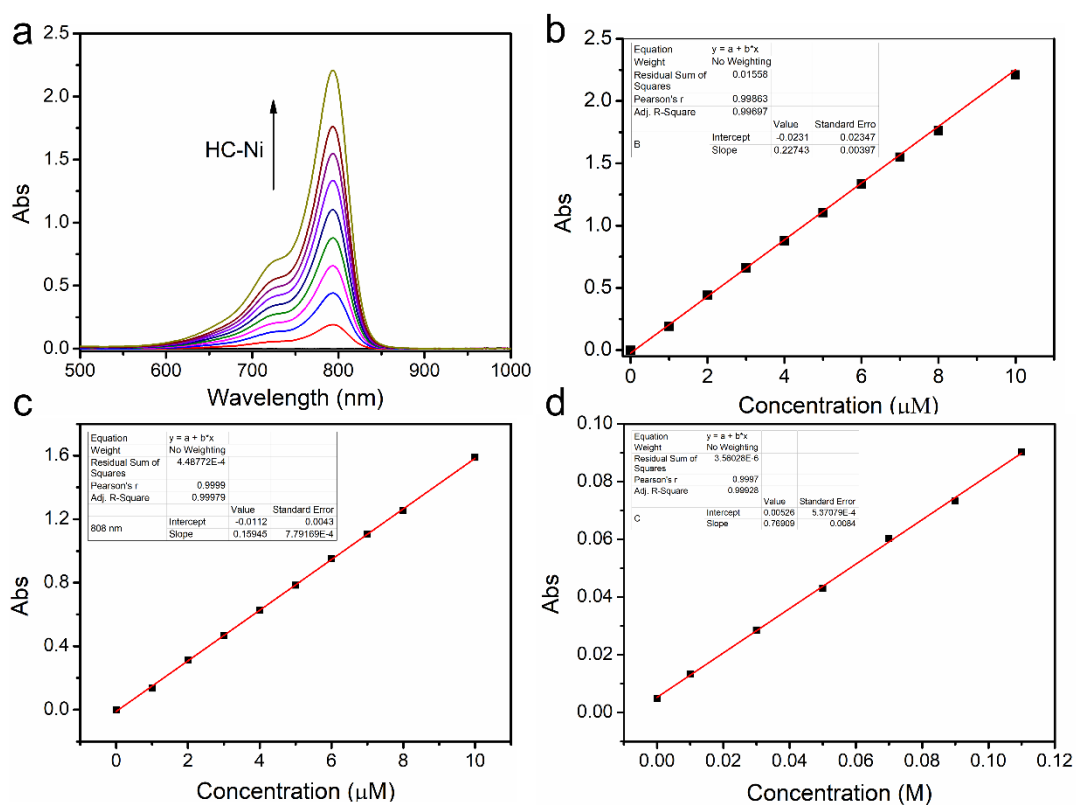 a
2.5
2.0
1.5
1.0
0.5
0.0
Abs
HC-Ni
500 600 700 800 900 1000
Wavelength (nm)
b
2.5
2.0
1.5
1.0
0.5
0.0
Abs
Equation y = a + b*x
Weight No Weighting
Residual Sum of Squares 0.01558
Pearson's r 0.99863
Adj. R-Square 0.99697
Value Standard Erro
B Intercept -0.0231 0.02347
Slope 0.22743 0.00397
0 2 4 6 8 10
Concentration (μM)
c
1.6
1.2
0.8
0.4
0.0
Abs
Equation y = a + b*x
Weight No Weighting
Residual Sum of Squares 4.48772E-4
Pearson's r 0.9999
Adj. R-Square 0.99979
Value Standard Error
808 nm Intercept -0.0112 0.0043
Slope 0.15945 7.79169E-4
0 2 4 6 8 10
Concentration (μM)
d
0.10
0.08
0.06
0.04
0.02
0.00
Abs
Equation y = a + b*x
Weight No Weighting
Residual Sum of Squares 3.56028E-6
Pearson's r 0.9997
Adj. R-Square 0.99928
Value Standard Error
C Intercept 0.00526 5.37079E-4
Slope 0.76909 0.0084
0.00 0.02 0.04 0.06 0.08 0.10 0.12
Concentration (M)